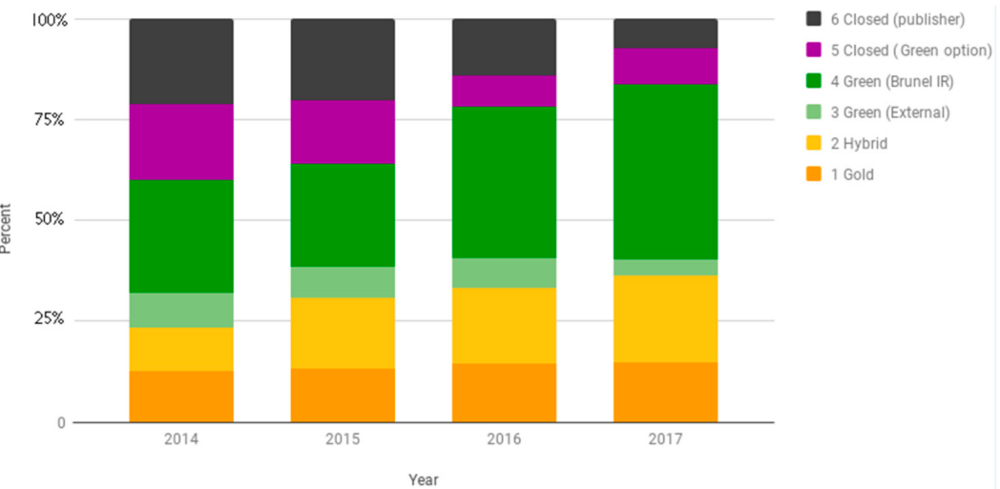 100%
75%
50%
25%
0
Percent
2014
2015
2016
2017
Year
6 Closed (publisher)
5 Closed (Green option)
4 Green (Brunel IR)
3 Green (External)
2 Hybrid
1 Gold